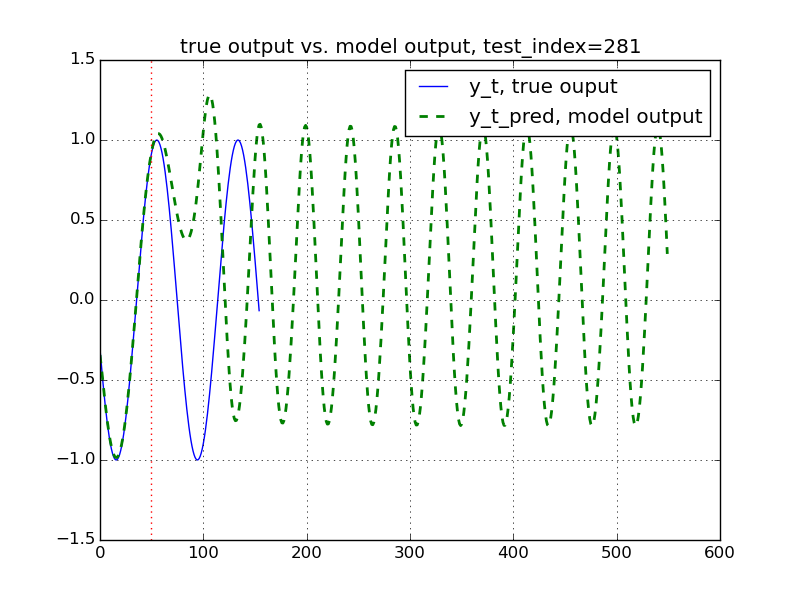 true output vs. model output, test_index=281
y_t, true ouput
y_t_pred, model output
1.5
1.0
0.5
0.0
−0.5
−1.0
−1.5
0 100 200 300 400 500 600